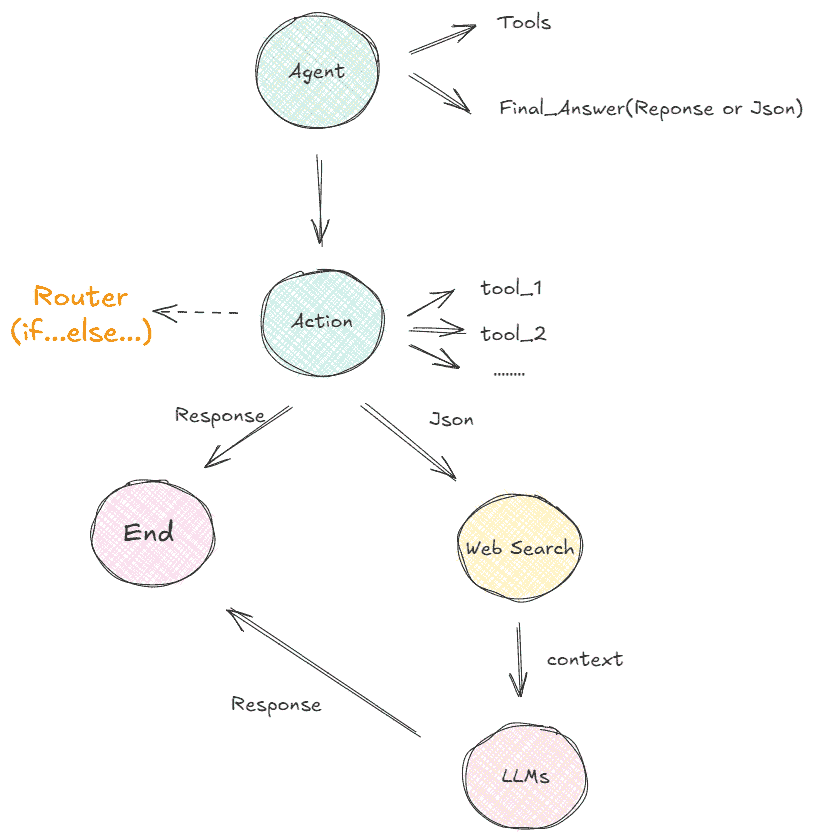 Tools
Agent
Final_Answer(Reponse or Json)
Router
(if...else...)
Action
tool_1
tool_2
........
Response
Json
End
Web Search
context
Response
LLMs